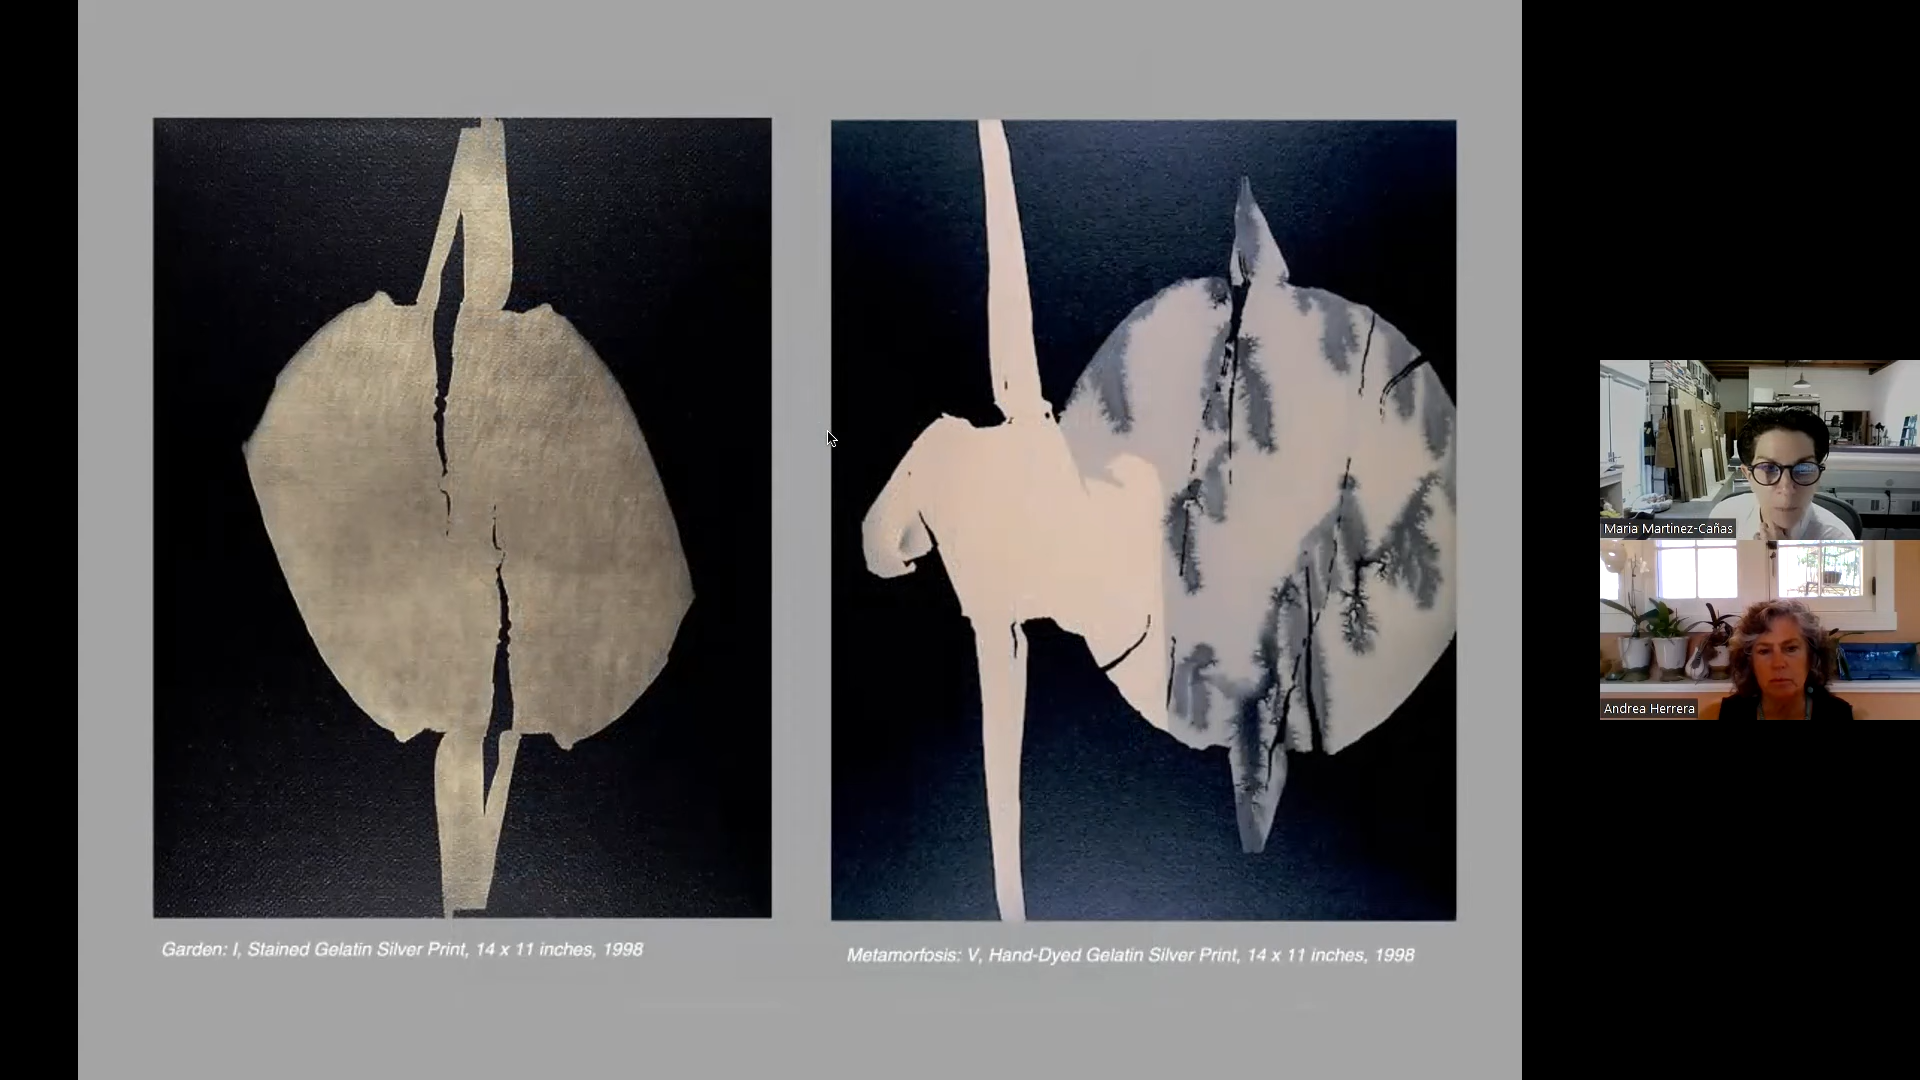 Garden: I, Stained Gelatin Silver Print, 14 x 11 inches, 1998
Metamorfosis: V, Hand-Dyed Gelatin Silver Print, 14 x 11 inches, 1998
Maria Martinez-Cañas
Andrea Herrera